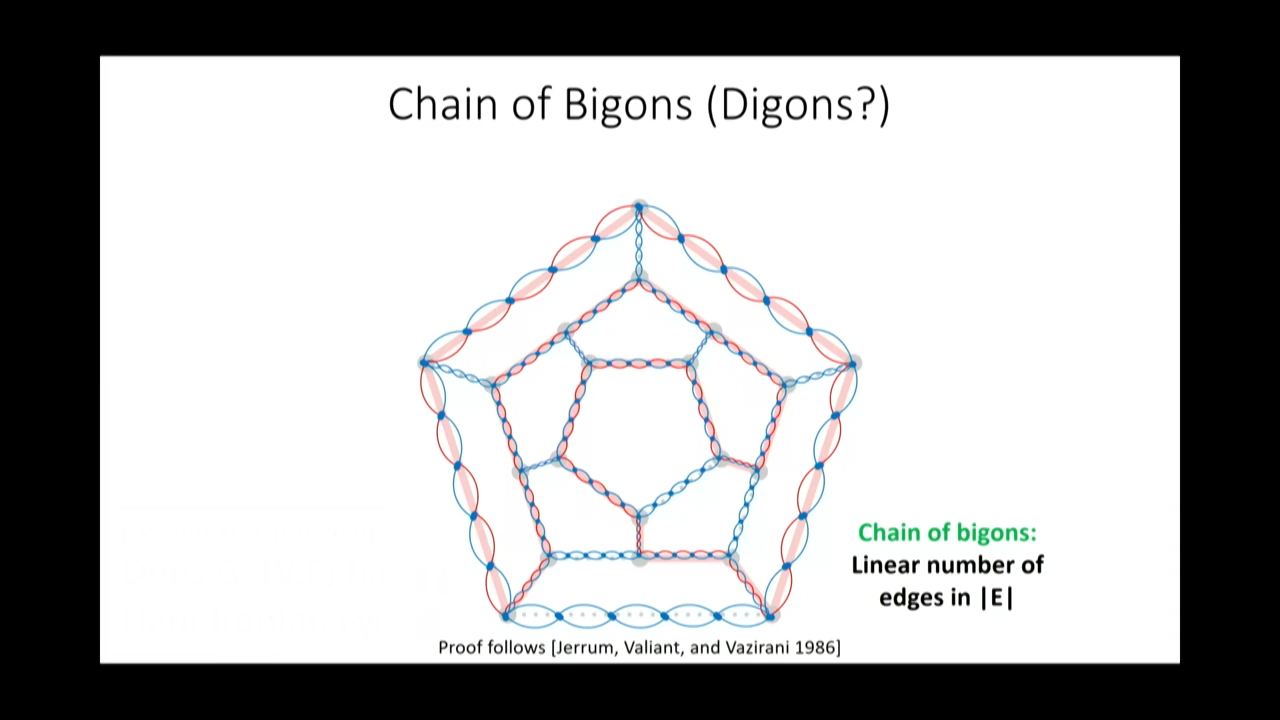 Chain of Bigons (Digons?)
Chain of bigons:
Linear number of
edges in |E|
Proof follows [Jerrum, Valiant, and Vazirani 1986]